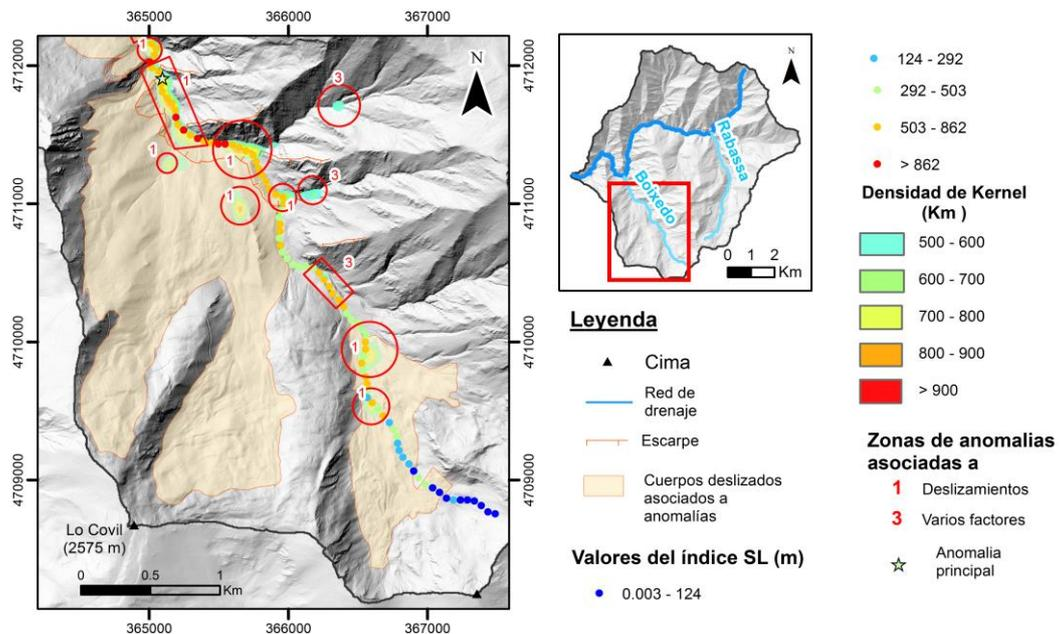 365000 366000 367000
4712000
4711000
4710000
4709000
4712000
4711000
4710000
4709000
N
1
1
3
1
1
3
1
1
3
1
1
Lo Covil
(2575 m)
0 0.5 1
Km
365000 366000 367000
N
Rabassa
Boixedo
0 1 2
Km
Leyenda
Cima
Red de
drenaje
Escarpe
Cuerpos deslizados
asociados a
anomalías
Valores del índice SL (m)
0.003 - 124
124 - 292
292 - 503
503 - 862
> 862
Densidad de Kernel
(Km )
500 - 600
600 - 700
700 - 800
800 - 900
> 900
Zonas de anomalias
asociadas a
1 Deslizamientos
3 Varios factores
Anomalia
principal